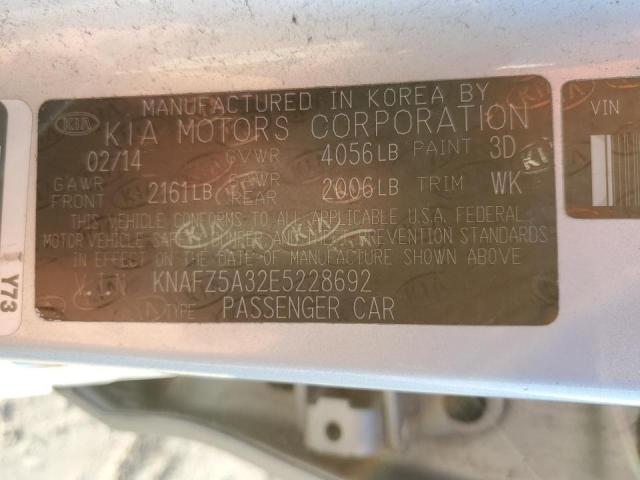 MANUFACTURED IN KOREA BY
KIA KIA MOTORS CORPORATION
02/14 GVWR 4056LB PAINT 3D
GAWR FRONT 2161LB GAWR REAR 2006LB TRIM WK
THIS VEHICLE CONFORMS TO ALL APPLICABLE U.S.A. FEDERAL
MOTOR VEHICLE SAFETY AND THEFT PREVENTION STANDARDS
IN EFFECT ON THE DATE OF MANUFACTURE SHOWN ABOVE.
KNAFZ5A32E5228692
TYPE PASSENGER CAR
VIN
Y73